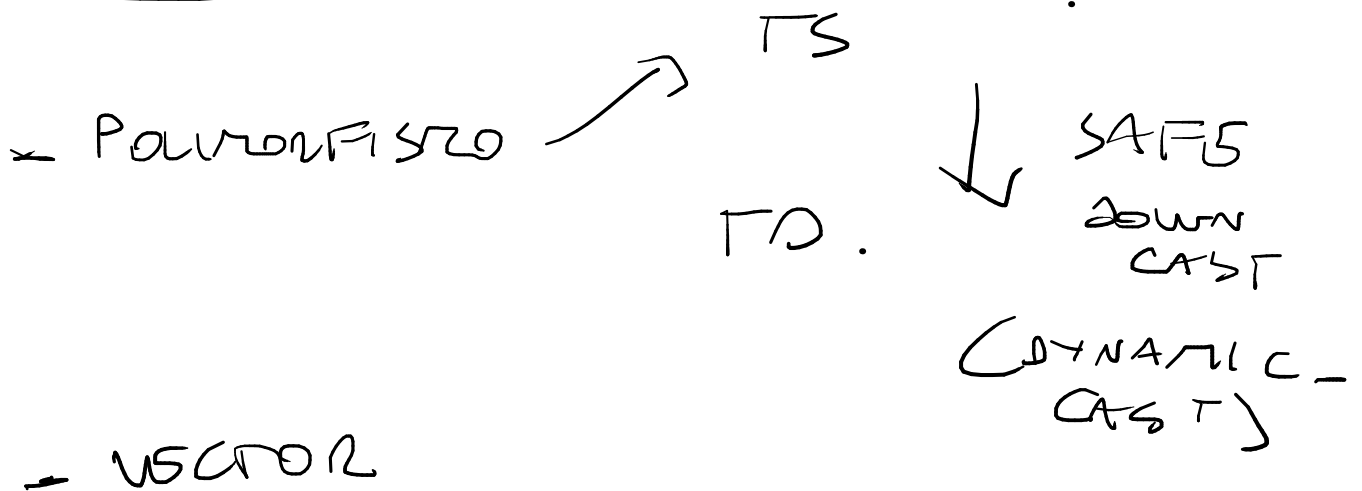 TS
- POLIMORFISMO
SAFE
TD.
DOWN
CAST
(DYNAMIC_
CAST)
- VECTOR